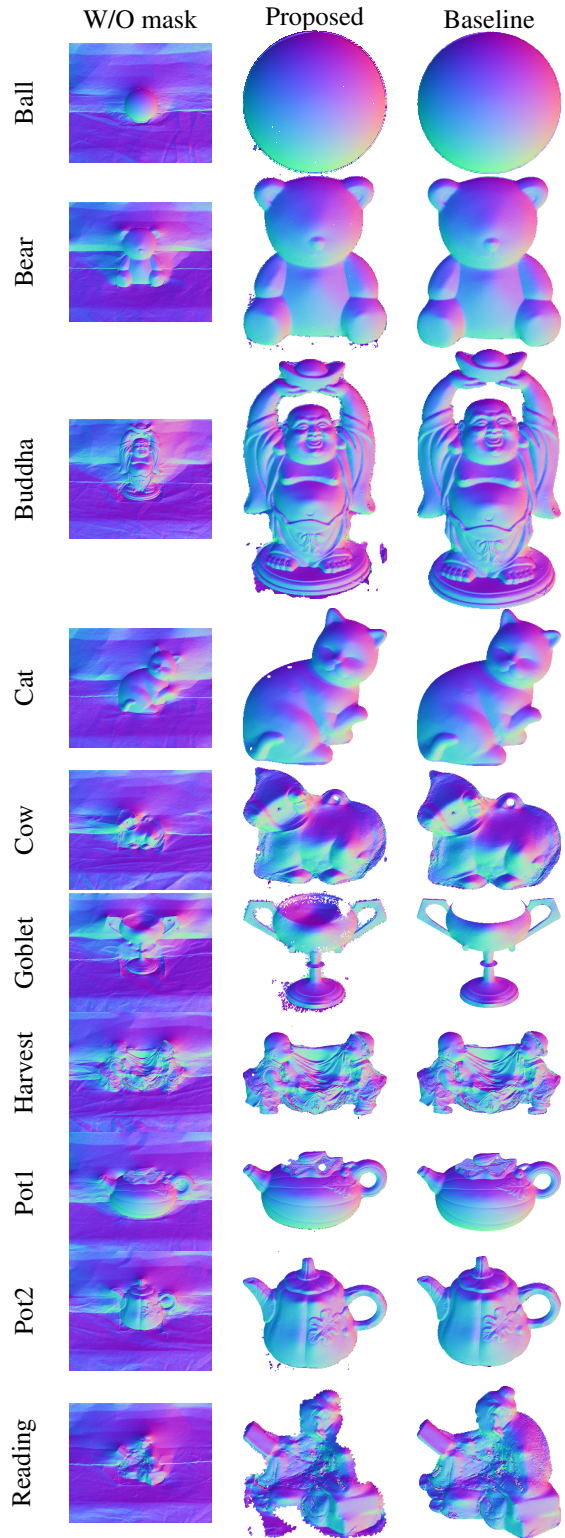 W/O mask Proposed Baseline
Ball
Bear
Buddha
Cat
Cow
Goblet
Harvest
Pot1
Pot2
Reading